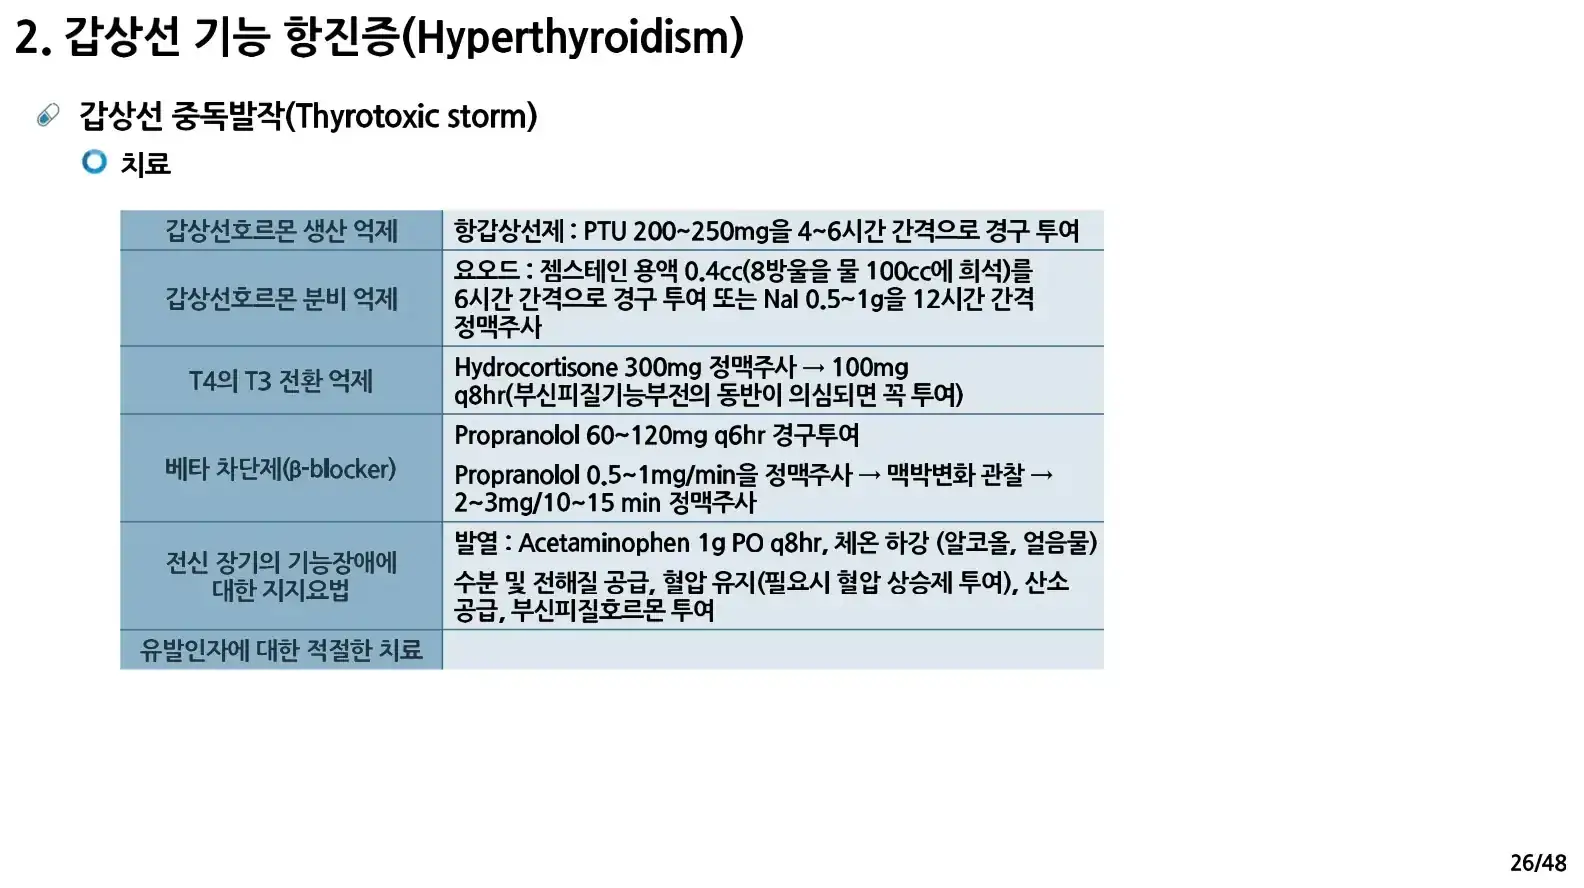 2. 갑상선 기능 항진증(Hyperthyroidism)
갑상선 중독발작(Thyrotoxic storm)
치료
갑상선호르몬 생산 억제
항갑상선제 : PTU 200~250mg을 4~6시간 간격으로 경구 투여
갑상선호르몬 분비 억제
요오드 : 젬스테인 용액 0.4cc(8방울을 물 100cc에 희석)를
6시간 간격으로 경구 투여 또는 NaI 0.5~1g을 12시간 간격
정맥주사
T4의 T3 전환 억제
Hydrocortisone 300mg 정맥주사 → 100mg
q8hr(부신피질기능부전의 동반이 의심되면 꼭 투여)
베타 차단제(β-blocker)
Propranolol 60~120mg q6hr 경구투여
Propranolol 0.5~1mg/min을 정맥주사 → 맥박변화 관찰 →
2~3mg/10~15 min 정맥주사
전신 장기의 기능장애에
대한 지지요법
발열 : Acetaminophen 1g PO q8hr, 체온 하강 (알코올, 얼음물)
수분 및 전해질 공급, 혈압 유지(필요시 혈압 상승제 투여), 산소
공급, 부신피질호르몬 투여
유발인자에 대한 적절한 치료
26/48